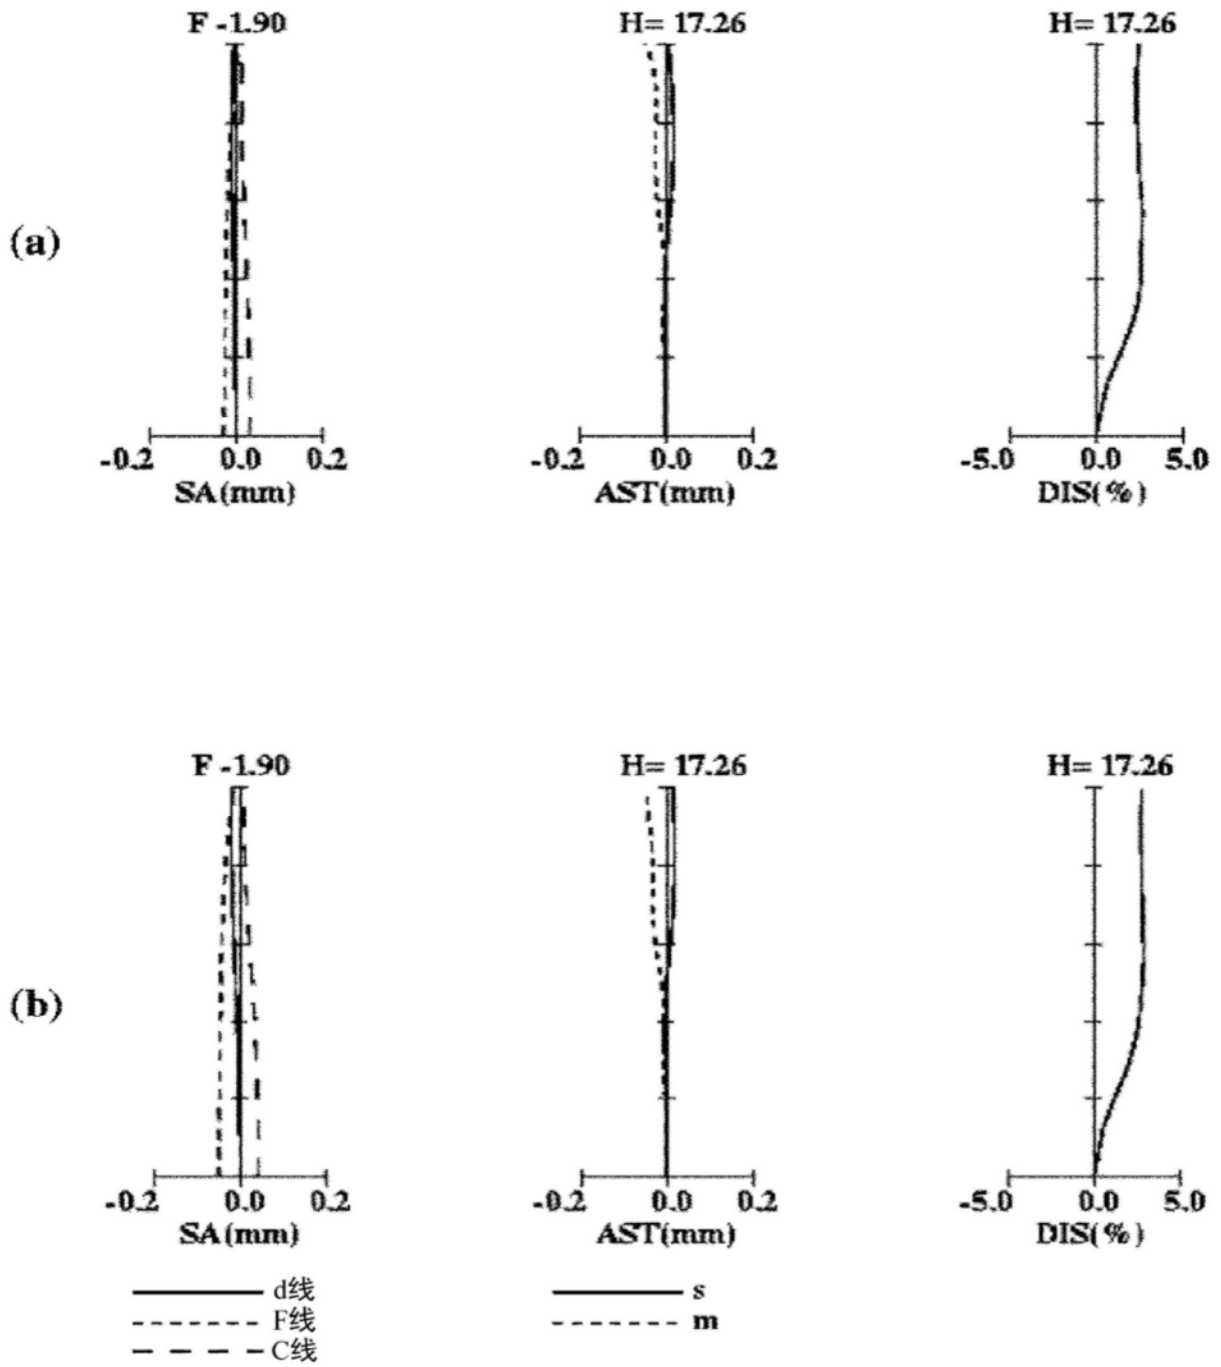 F -1.90 H= 17.26 H= 17.26
(a)
-0.2 0.0 0.2 -0.2 0.0 0.2 -5.0 0.0 5.0
SA(mm) AST(mm) DIS(%)
F -1.90 H= 17.26 H= 17.26
(b)
-0.2 0.0 0.2 -0.2 0.0 0.2 -5.0 0.0 5.0
SA(mm) AST(mm) DIS(%)
d线 s
F线 m
C线